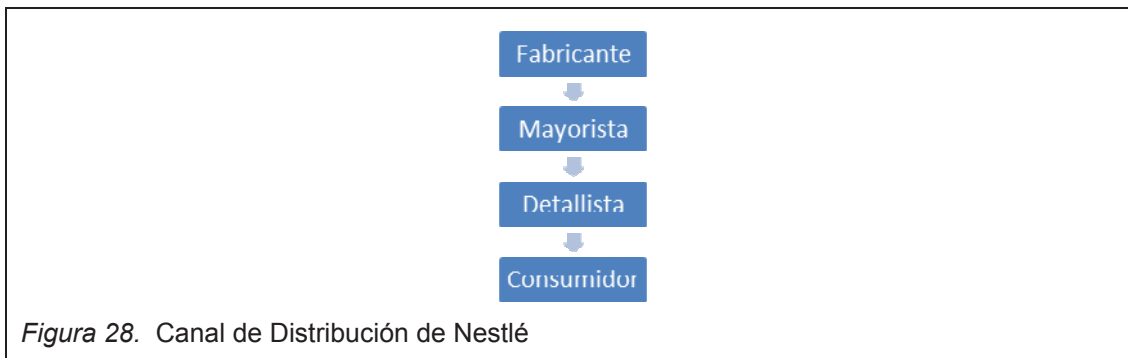 Fabricante
Mayorista
Detallista
Consumidor
Figura 28. Canal de Distribución de Nestlé